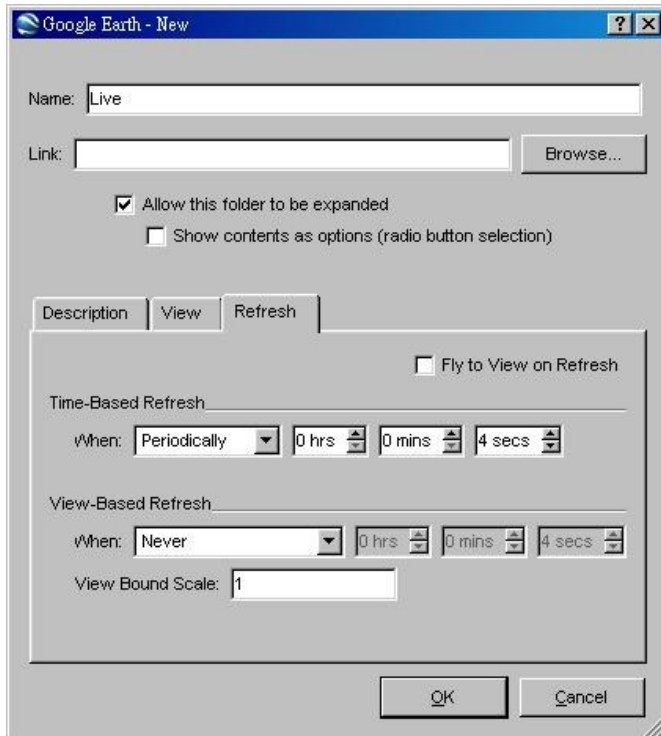 Google Earth - New
Name: Live
Link:
Browse...
Allow this folder to be expanded
Show contents as options (radio button selection)
Description View Refresh
Fly to View on Refresh
Time-Based Refresh
When: Periodically 0 hrs 0 mins 4 secs
View-Based Refresh
When: Never 0 hrs 0 mins 4 secs
View Bound Scale: 1
OK Cancel